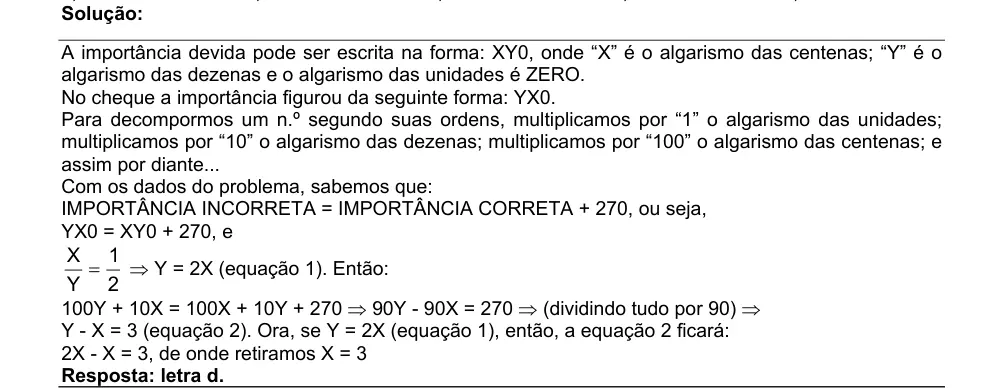 Solução:
A importância devida pode ser escrita na forma: XY0, onde “X” é o algarismo das centenas; “Y” é o
algarismo das dezenas e o algarismo das unidades é ZERO.
No cheque a importância figurou da seguinte forma: YX0.
Para decompormos um n.º segundo suas ordens, multiplicamos por “1” o algarismo das unidades;
multiplicamos por “10” o algarismo das dezenas; multiplicamos por “100” o algarismo das centenas; e
assim por diante...
Com os dados do problema, sabemos que:
IMPORTÂNCIA INCORRETA = IMPORTÂNCIA CORRETA + 270, ou seja,
YX0 = XY0 + 270, e
X/Y = 1/2 ⇒ Y = 2X (equação 1). Então:
100Y + 10X = 100X + 10Y + 270 ⇒ 90Y - 90X = 270 ⇒ (dividindo tudo por 90) ⇒
Y - X = 3 (equação 2). Ora, se Y = 2X (equação 1), então, a equação 2 ficará:
2X - X = 3, de onde retiramos X = 3
Resposta: letra d.